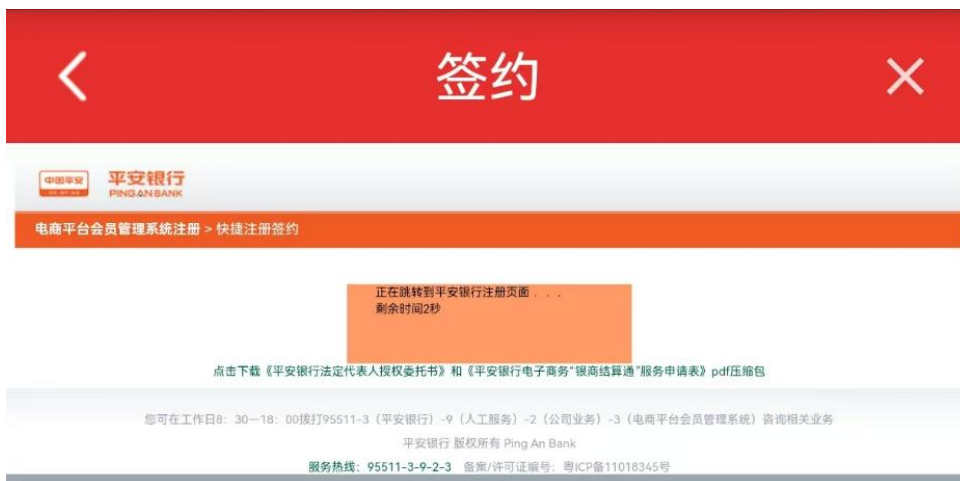 签约
中国平安
平安银行
PING AN BANK
电商平台会员管理系统注册 > 快捷注册签约
正在跳转到平安银行注册页面．．．
剩余时间2秒
点击下载《平安银行法定代表人授权委托书》和《平安银行电子商务“银商结算通”服务申请表》pdf压缩包
您可在工作日8：30—18：00拨打95511-3（平安银行）-9（人工服务）-2（公司业务）-3（电商平台会员管理系统）咨询相关业务
平安银行 版权所有 Ping An Bank
服务热线：95511-3-9-2-3 备案/许可证编号：粤ICP备11018345号